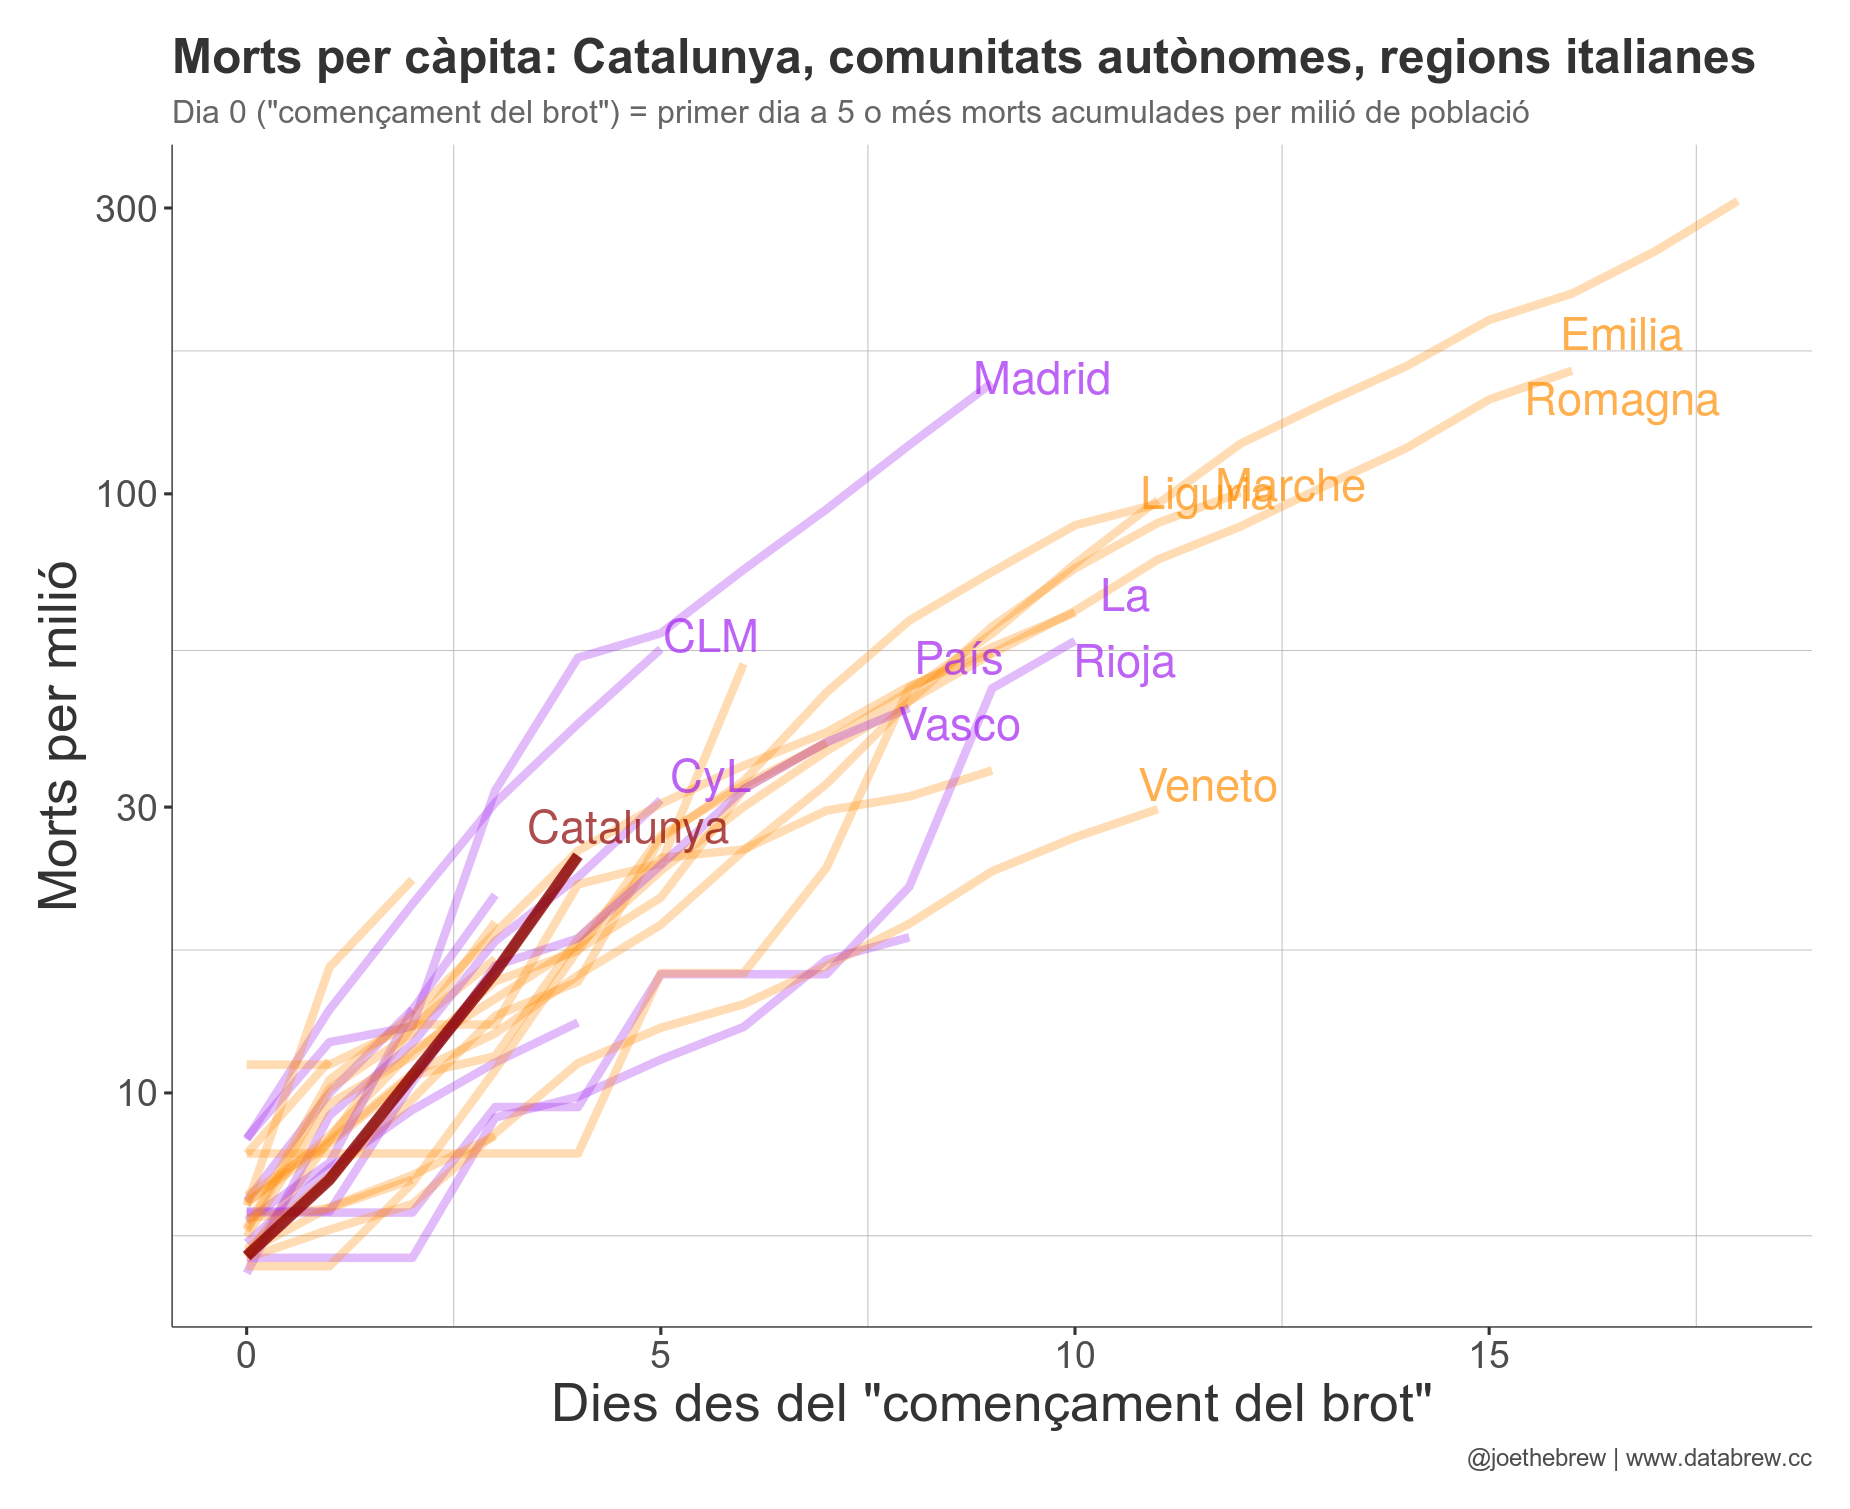 Morts per càpita: Catalunya, comunitats autònomes, regions italianes
Dia 0 ("començament del brot") = primer dia a 5 o més morts acumulades per milió de població
Morts per milió
300
100
30
10
Emilia
Romagna
Madrid
Liguria
Marche
La
Rioja
CLM
País
Vasco
CyL
Veneto
Catalunya
0
5
10
15
Dies des del "començament del brot"
@joethebrew | www.databrew.cc